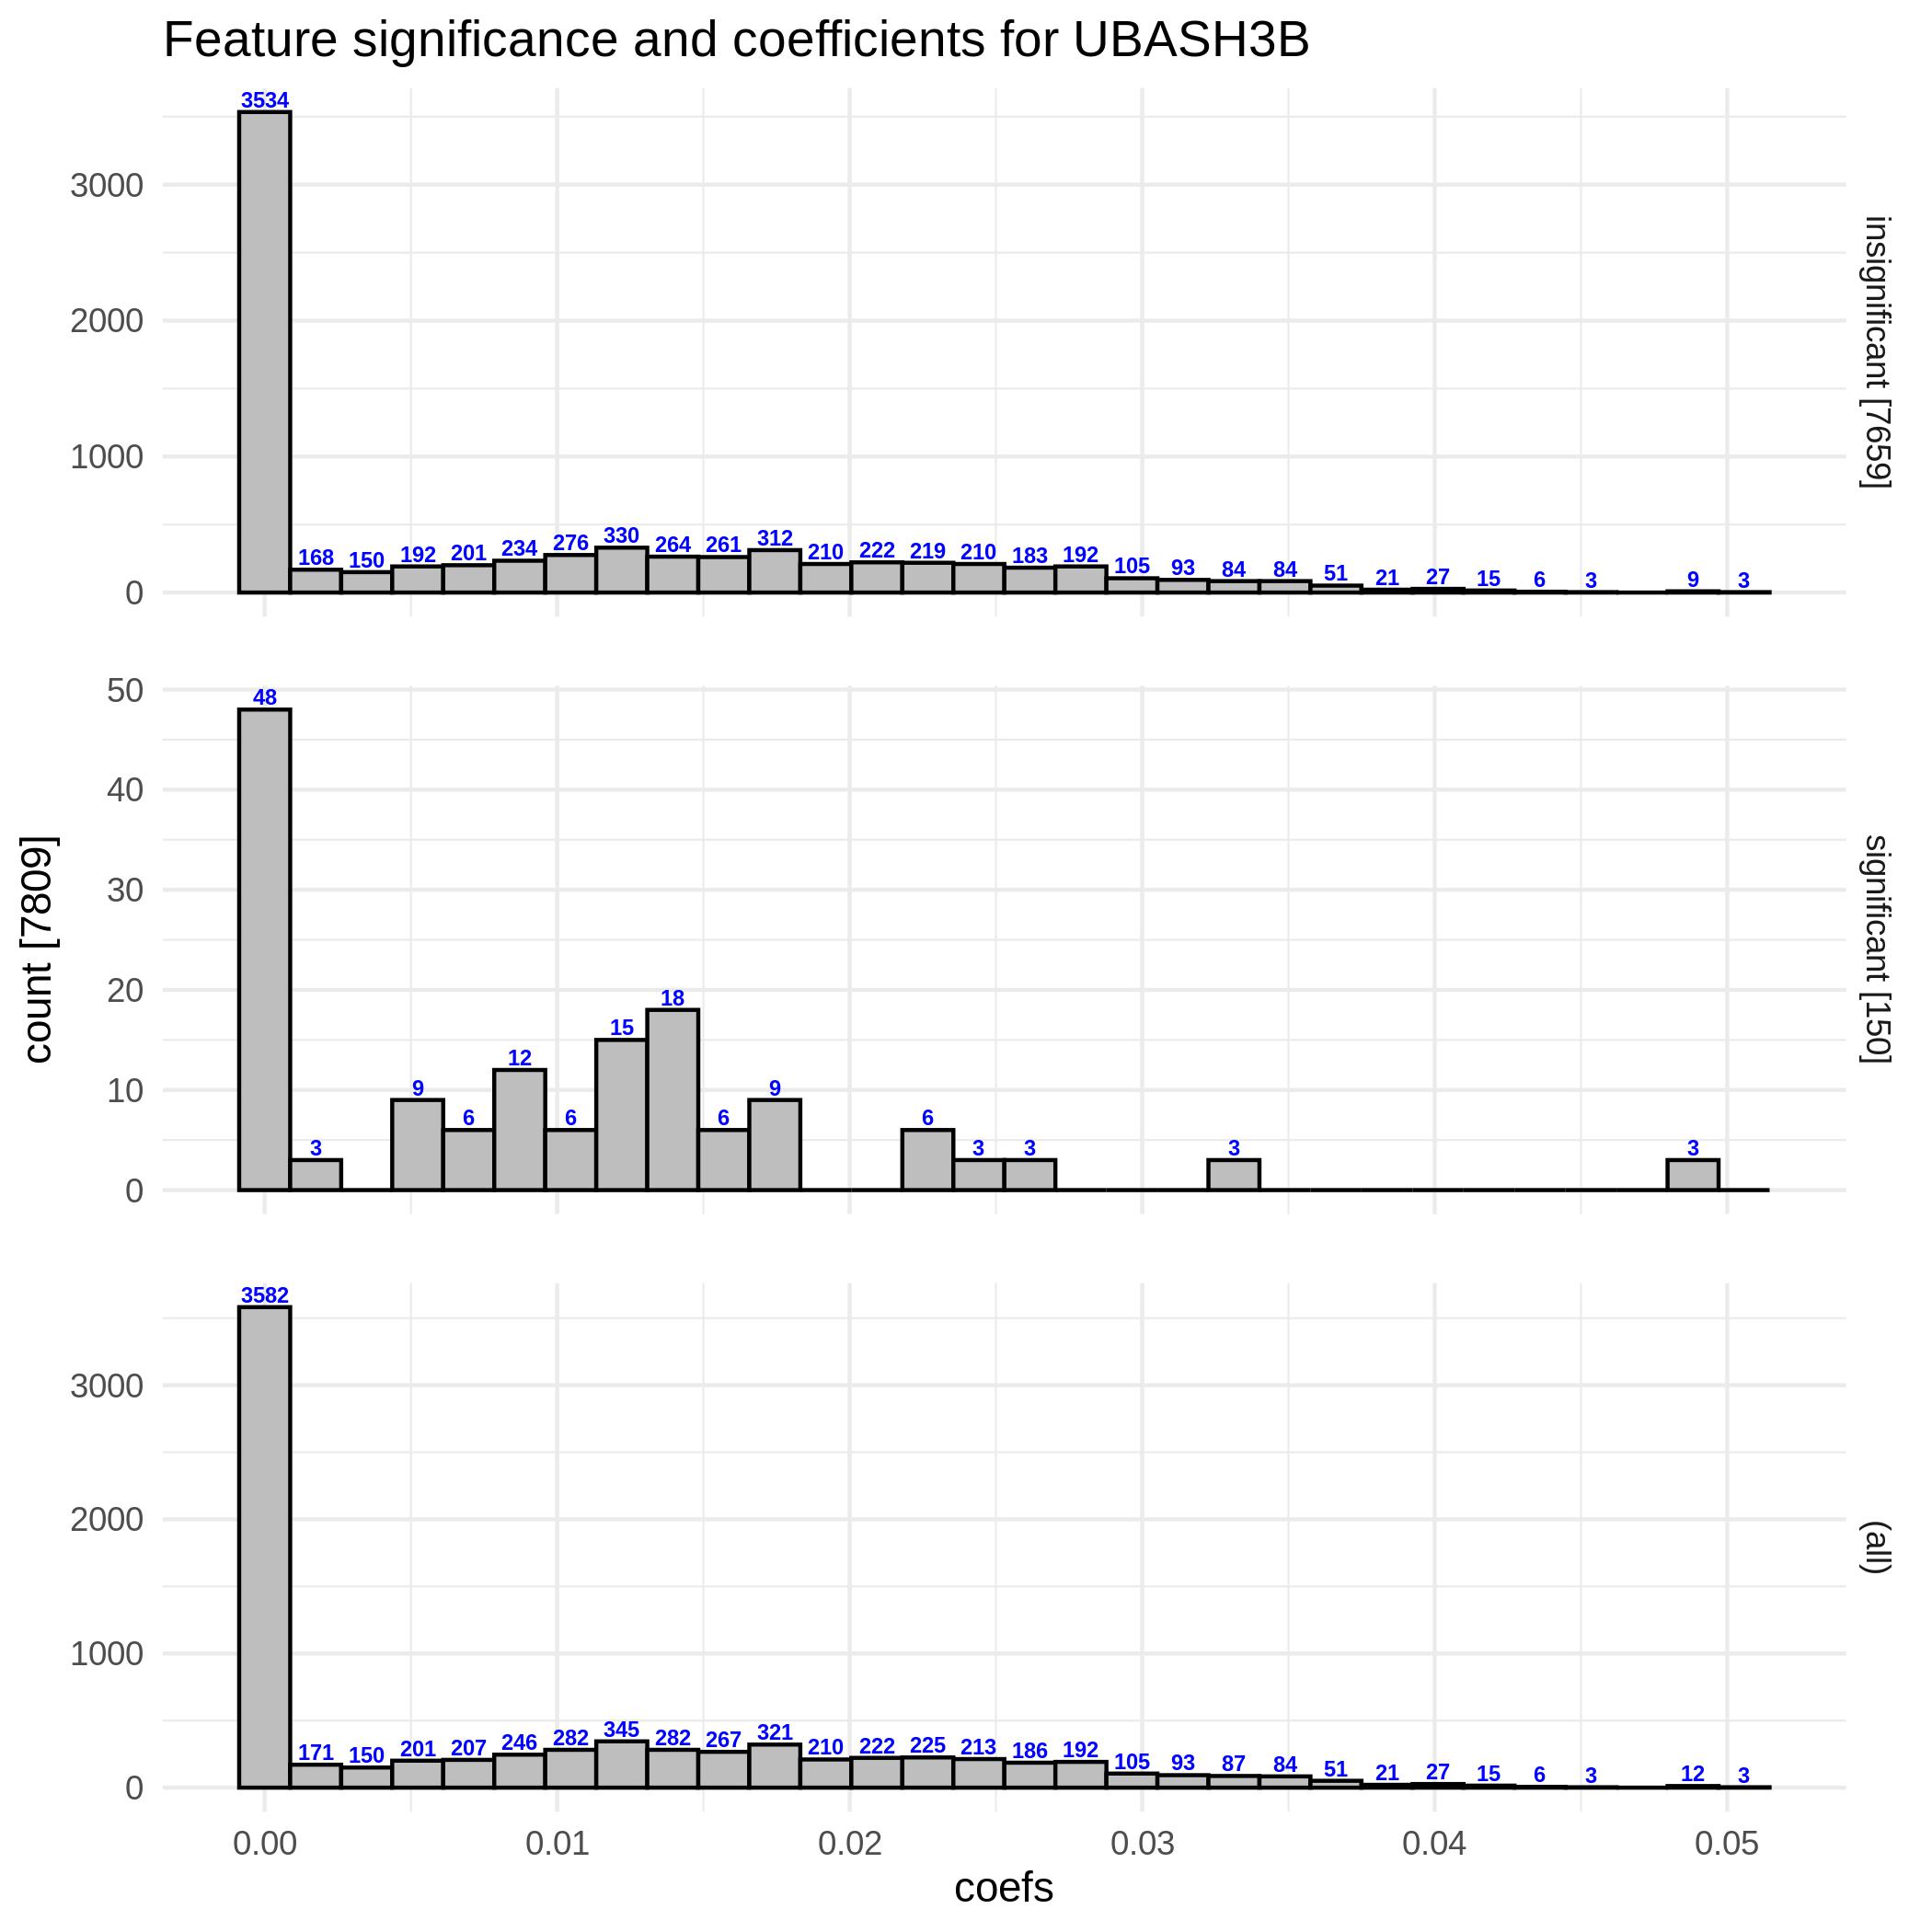 Feature significance and coefficients for UBASH3B
3534
3000
2000
1000
0
168 150 192 201 234 276 330 264 261 312 210 222 219 210 183 192 105 93 84 84 51 21 27 15 6 3 9 3
insignificant [7659]
count [7809]
50
40
30
20
10
0
48 3 9 6 12 6 15 18 6 9 6 3 3 3 3
significant [150]
3582
3000
2000
1000
0
171 150 201 207 246 282 345 282 267 321 210 222 225 213 186 192 105 93 87 84 51 21 27 15 6 3 12 3
(all)
0.00 0.01 0.02 0.03 0.04 0.05
coefs